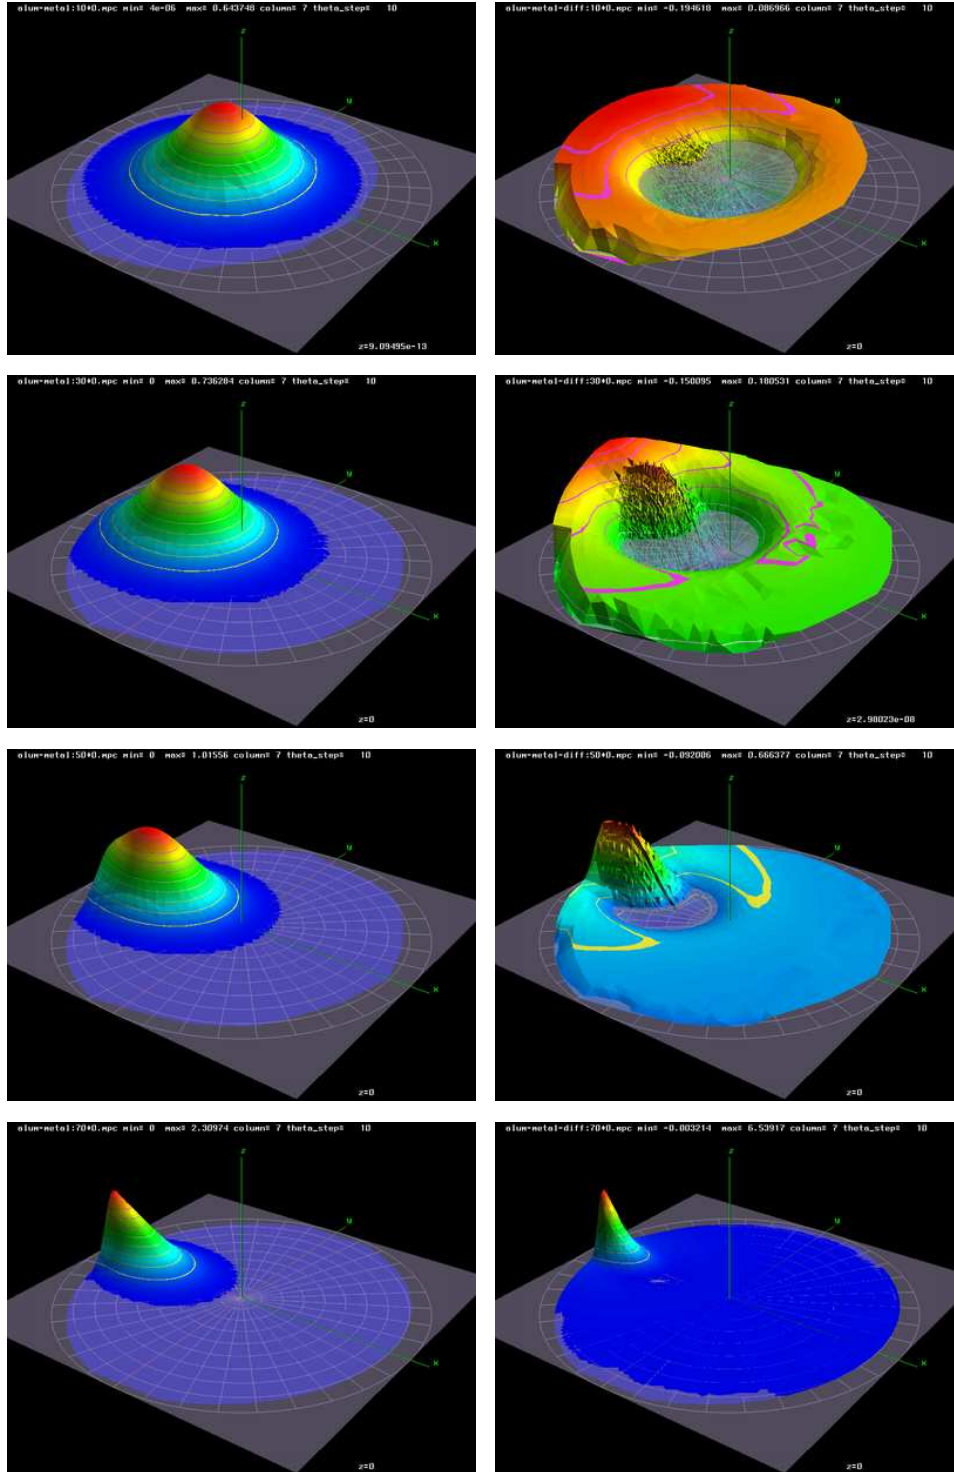 alum-metal:10*0.mpc min= 4e-06 max= 0.643748 column= 7 theta_step= 10
z
y
x
z=9.09495e-13
alum-metal-diff:10*0.mpc min= -0.194618 max= 0.086966 column= 7 theta_step= 10
z
y
x
z=0
alum-metal:30*0.mpc min= 0 max= 0.736284 column= 7 theta_step= 10
z
y
x
z=0
alum-metal-diff:30*0.mpc min= -0.150095 max= 0.180531 column= 7 theta_step= 10
z
y
x
z=2.98023e-08
alum-metal:50*0.mpc min= 0 max= 1.01556 column= 7 theta_step= 10
z
y
x
z=0
alum-metal-diff:50*0.mpc min= -0.092006 max= 0.666377 column= 7 theta_step= 10
z
y
x
z=0
alum-metal:70*0.mpc min= 0 max= 2.30974 column= 7 theta_step= 10
z
y
x
z=0
alum-metal-diff:70*0.mpc min= -0.003214 max= 6.53917 column= 7 theta_step= 10
z
y
x
z=0